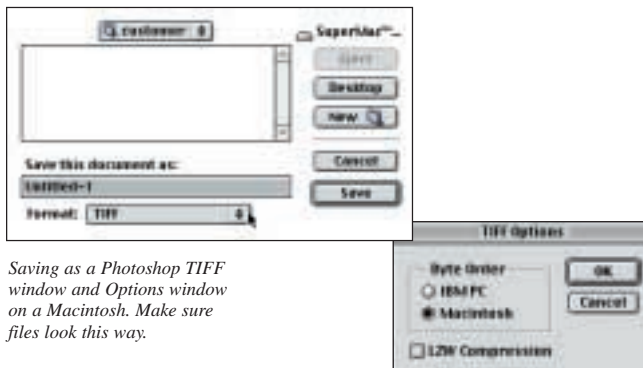 customer
SuperMac™...
Eject
Desktop
New
Save this document as:
Cancel
Untitled-1
Save
Format: TIFF
Saving as a Photoshop TIFF
window and Options window
on a Macintosh. Make sure
files look this way.
TIFF Options
Byte Order
IBM PC
Macintosh
OK
Cancel
LZW Compression